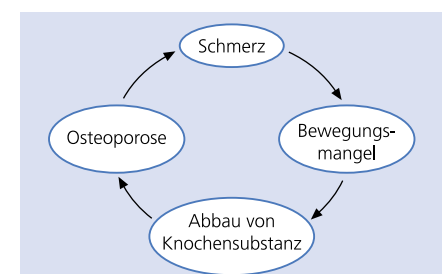 Schmerz
Bewegungs-
mangel
Abbau von
Knochensubstanz
Osteoporose